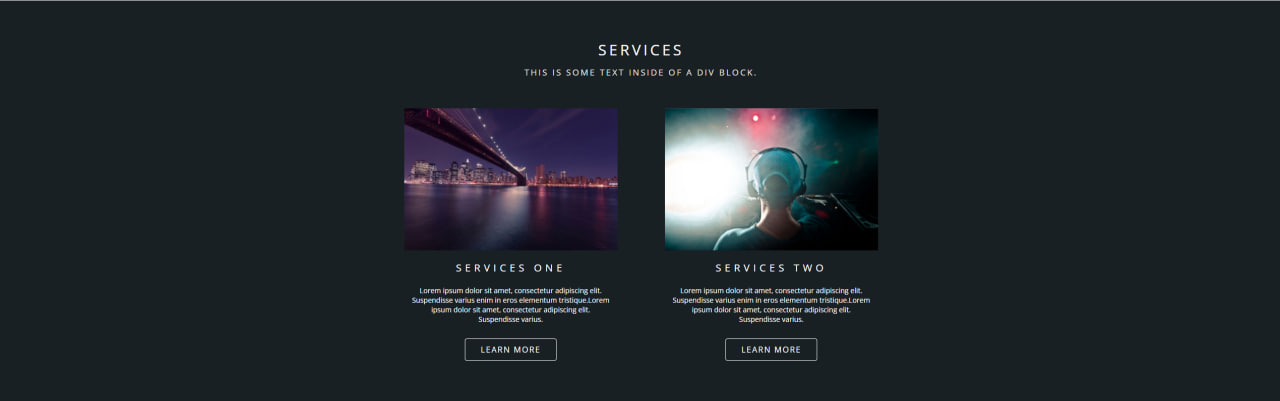 SERVICES
THIS IS SOME TEXT INSIDE OF A DIV BLOCK.
SERVICES ONE
Lorem ipsum dolor sit amet, consectetur adipiscing elit.
Suspendisse varius enim in eros elementum tristique.Lorem
ipsum dolor sit amet, consectetur adipiscing elit.
Suspendisse varius.
LEARN MORE
SERVICES TWO
Lorem ipsum dolor sit amet, consectetur adipiscing elit.
Suspendisse varius enim in eros elementum tristique.Lorem
ipsum dolor sit amet, consectetur adipiscing elit.
Suspendisse varius.
LEARN MORE